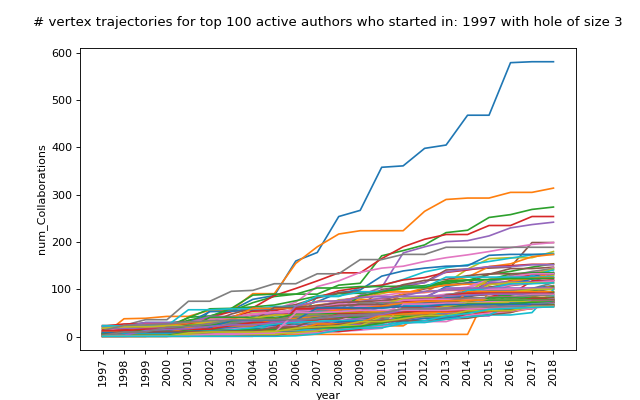 # vertex trajectories for top 100 active authors who started in: 1997 with hole of size 3
600
500
400
300
200
100
0
num_Collaborations
1997 1998 1999 2000 2001 2002 2003 2004 2005 2006 2007 2008 2009 2010 2011 2012 2013 2014 2015 2016 2017 2018
year